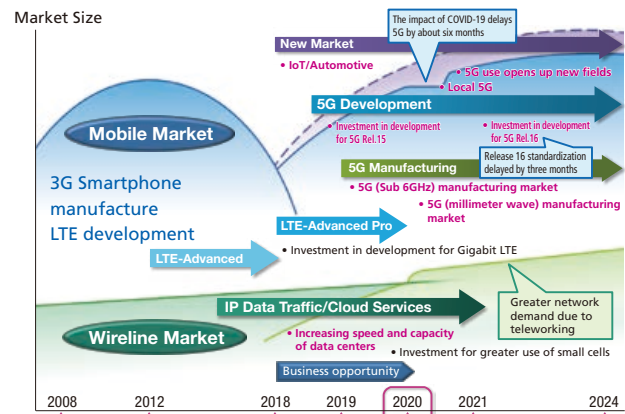 Market Size
The impact of COVID-19 delays
5G by about six months
New Market
• IoT/Automotive
• 5G use opens up new fields
• Local 5G
5G Development
Mobile Market
• Investment in development
for 5G Rel.15
• Investment in development
for 5G Rel.16
Release 16 standardization
delayed by three months
5G Manufacturing
3G Smartphone
manufacture
LTE development
• 5G (Sub 6GHz) manufacturing market
• 5G (millimeter wave) manufacturing
market
LTE-Advanced Pro
• Investment in development for Gigabit LTE
LTE-Advanced
IP Data Traffic/Cloud Services
Greater network
demand due to
teleworking
Wireline Market
• Increasing speed and capacity
of data centers
• Investment for greater use of small cells
Business opportunity
2008 2012 2018 2019 2020 2021 2024